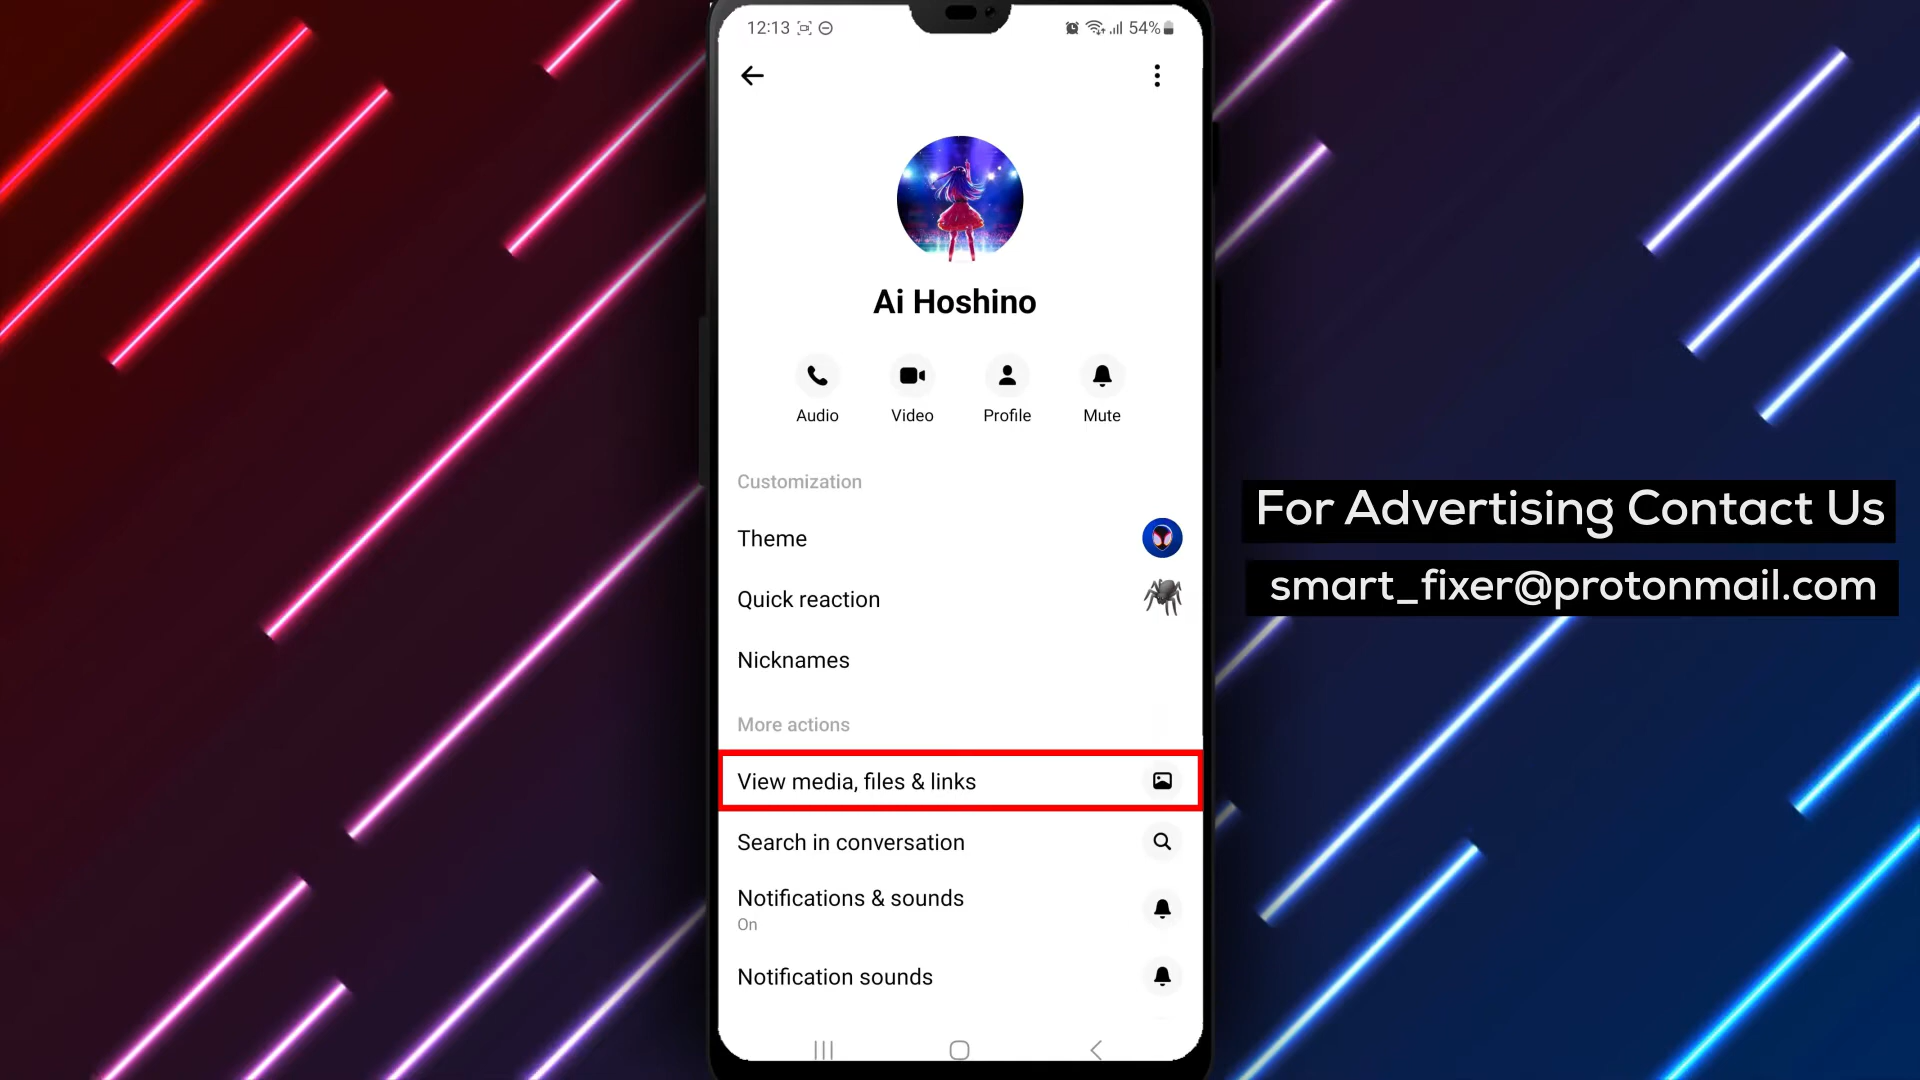 12:13
54%
Ai Hoshino
Audio Video Profile Mute
Customization
Theme
Quick reaction
Nicknames
More actions
View media, files & links
Search in conversation
Notifications & sounds
On
Notification sounds
For Advertising Contact Us
smart_fixer@protonmail.com